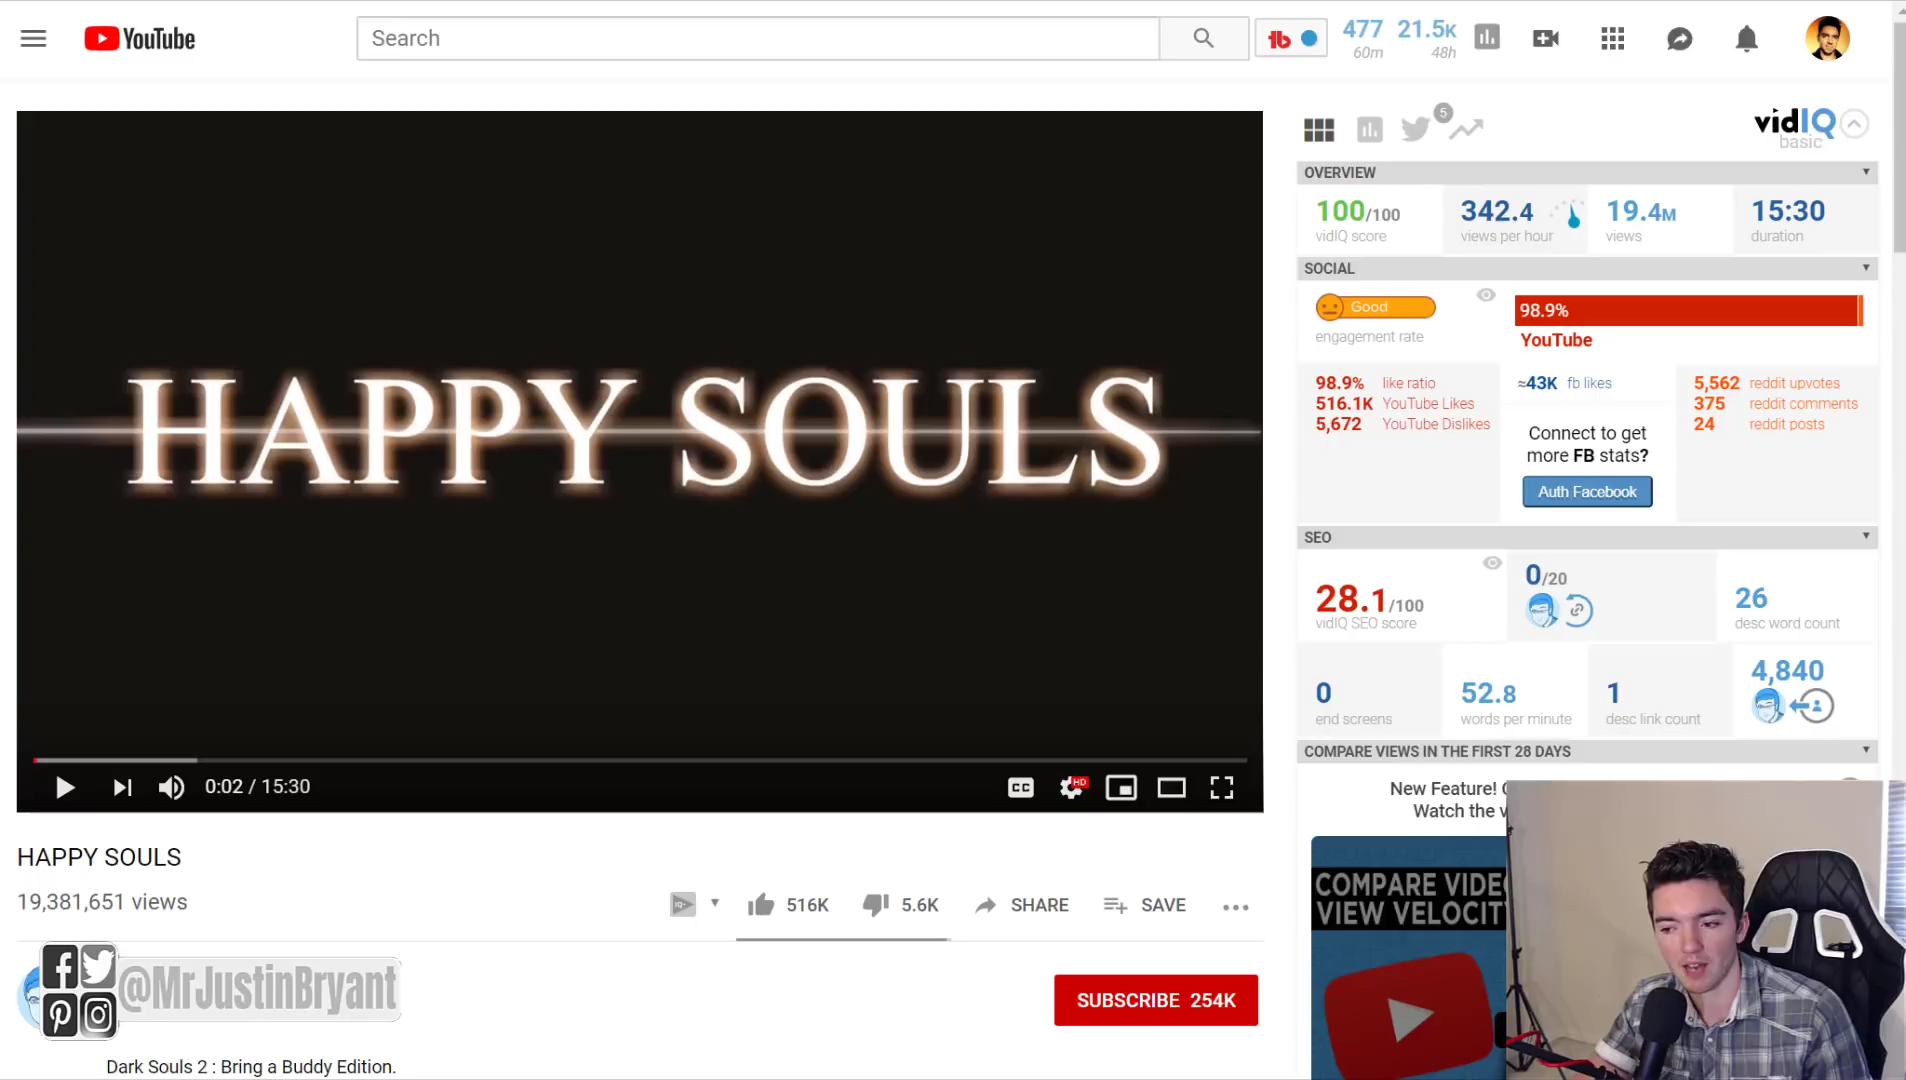 YouTube
Search
tb
477 21.5K
60m 48h
HAPPY SOULS
0:02 / 15:30
CC
HD
HAPPY SOULS
19,381,651 views
516K
5.6K
SHARE
SAVE
@MrJustinBryant
SUBSCRIBE 254K
Dark Souls 2 : Bring a Buddy Edition.
5
vidIQ
basic
OVERVIEW
100/100
vidIQ score
342.4
views per hour
19.4M
views
15:30
duration
SOCIAL
Good
engagement rate
98.9%
YouTube
98.9% like ratio
516.1K YouTube Likes
5,672 YouTube Dislikes
≈43K fb likes
Connect to get
more FB stats?
Auth Facebook
5,562 reddit upvotes
375 reddit comments
24 reddit posts
SEO
28.1/100
vidIQ SEO score
0/20
26
desc word count
0
end screens
52.8
words per minute
1
desc link count
4,840
COMPARE VIEWS IN THE FIRST 28 DAYS
New Feature!
Watch the
COMPARE VIDE
VIEW VELOCIT